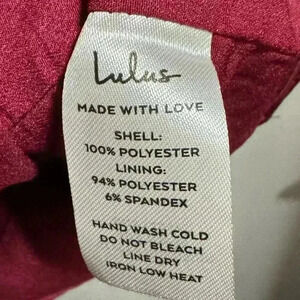 Lulus
MADE WITH LOVE
SHELL:
100% POLYESTER
LINING:
94% POLYESTER
6% SPANDEX
HAND WASH COLD
DO NOT BLEACH
LINE DRY
IRON LOW HEAT